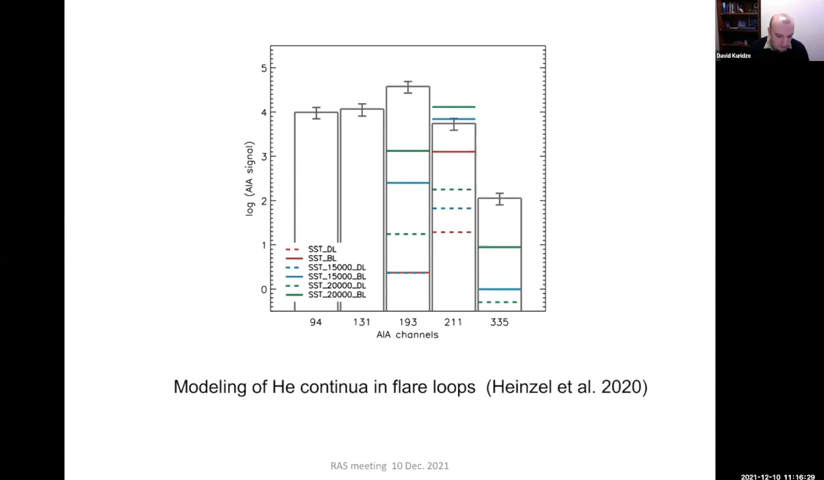 David Kuridze
5
4
3
2
1
0
log (AIA signal)
SST_DL
SST_BL
SST_15000_DL
SST_15000_BL
SST_20000_DL
SST_20000_BL
94 131 193 211 335
AIA channels
Modeling of He continua in flare loops (Heinzel et al. 2020)
RAS meeting 10 Dec. 2021
2021-12-10 11:16:29